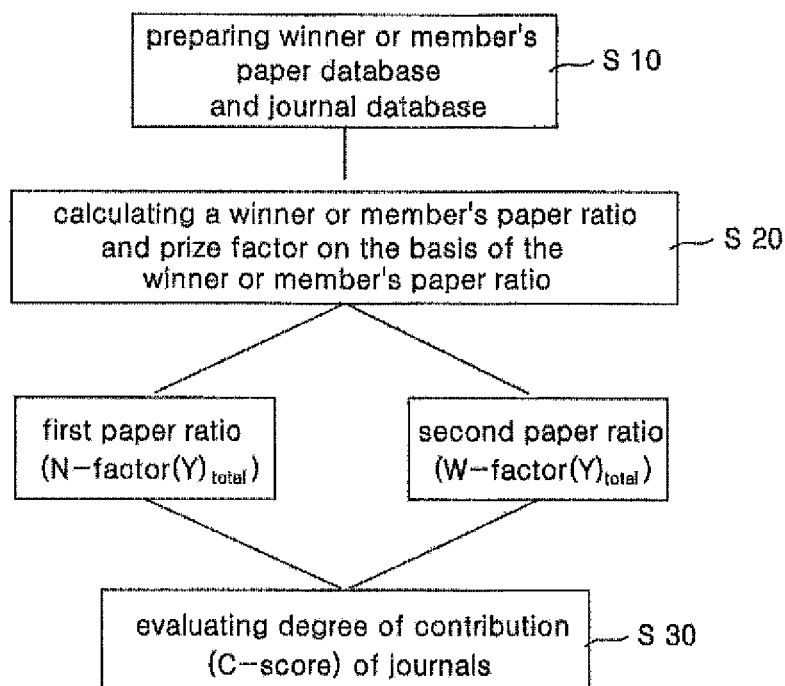 preparing winner or member's
paper database
and journal database
S 10
calculating a winner or member's paper ratio
and prize factor on the basis of the
winner or member's paper ratio
S 20
first paper ratio
(N-factor(Y)total)
second paper ratio
(W-factor(Y)total)
evaluating degree of contribution
(C-score) of journals
S 30